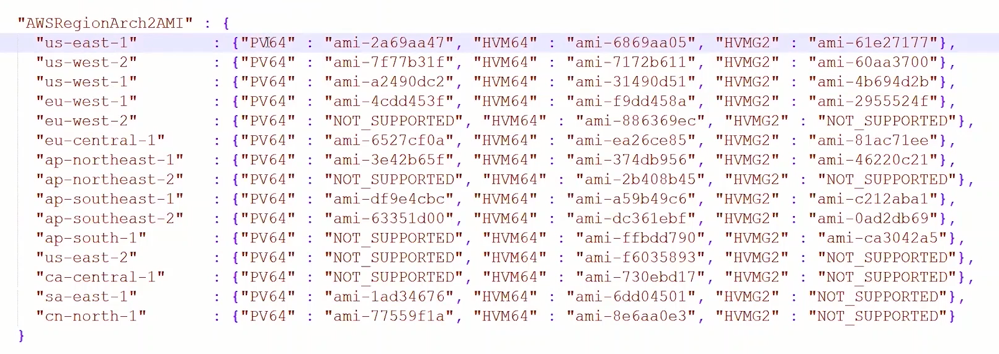 "AWSRegionArch2AMI" : {
"us-east-1" : {"PV64" : "ami-2a69aa47", "HVM64" : "ami-6869aa05", "HVMG2" : "ami-61e27177"},
"us-west-2" : {"PV64" : "ami-7f77b31f", "HVM64" : "ami-7172b611", "HVMG2" : "ami-60aa3700"},
"us-west-1" : {"PV64" : "ami-a2490dc2", "HVM64" : "ami-31490d51", "HVMG2" : "ami-4b694d2b"},
"eu-west-1" : {"PV64" : "ami-4cdd453f", "HVM64" : "ami-f9dd458a", "HVMG2" : "ami-2955524f"},
"eu-west-2" : {"PV64" : "NOT_SUPPORTED", "HVM64" : "ami-886369ec", "HVMG2" : "NOT_SUPPORTED"},
"eu-central-1" : {"PV64" : "ami-6527cf0a", "HVM64" : "ami-ea26ce85", "HVMG2" : "ami-81ac71ee"},
"ap-northeast-1" : {"PV64" : "ami-3e42b65f", "HVM64" : "ami-374db956", "HVMG2" : "ami-46220c21"},
"ap-northeast-2" : {"PV64" : "NOT_SUPPORTED", "HVM64" : "ami-2b408b45", "HVMG2" : "NOT_SUPPORTED"},
"ap-southeast-1" : {"PV64" : "ami-df9e4cbc", "HVM64" : "ami-a59b49c6", "HVMG2" : "ami-c212aba1"},
"ap-southeast-2" : {"PV64" : "ami-63351d00", "HVM64" : "ami-dc361ebf", "HVMG2" : "ami-0ad2db69"},
"ap-south-1" : {"PV64" : "NOT_SUPPORTED", "HVM64" : "ami-ffbdd790", "HVMG2" : "ami-ca3042a5"},
"us-east-2" : {"PV64" : "NOT_SUPPORTED", "HVM64" : "ami-f6035893", "HVMG2" : "NOT_SUPPORTED"},
"ca-central-1" : {"PV64" : "NOT_SUPPORTED", "HVM64" : "ami-730ebd17", "HVMG2" : "NOT_SUPPORTED"},
"sa-east-1" : {"PV64" : "ami-1ad34676", "HVM64" : "ami-6dd04501", "HVMG2" : "NOT_SUPPORTED"},
"cn-north-1" : {"PV64" : "ami-77559f1a", "HVM64" : "ami-8e6aa0e3", "HVMG2" : "NOT_SUPPORTED"}
}